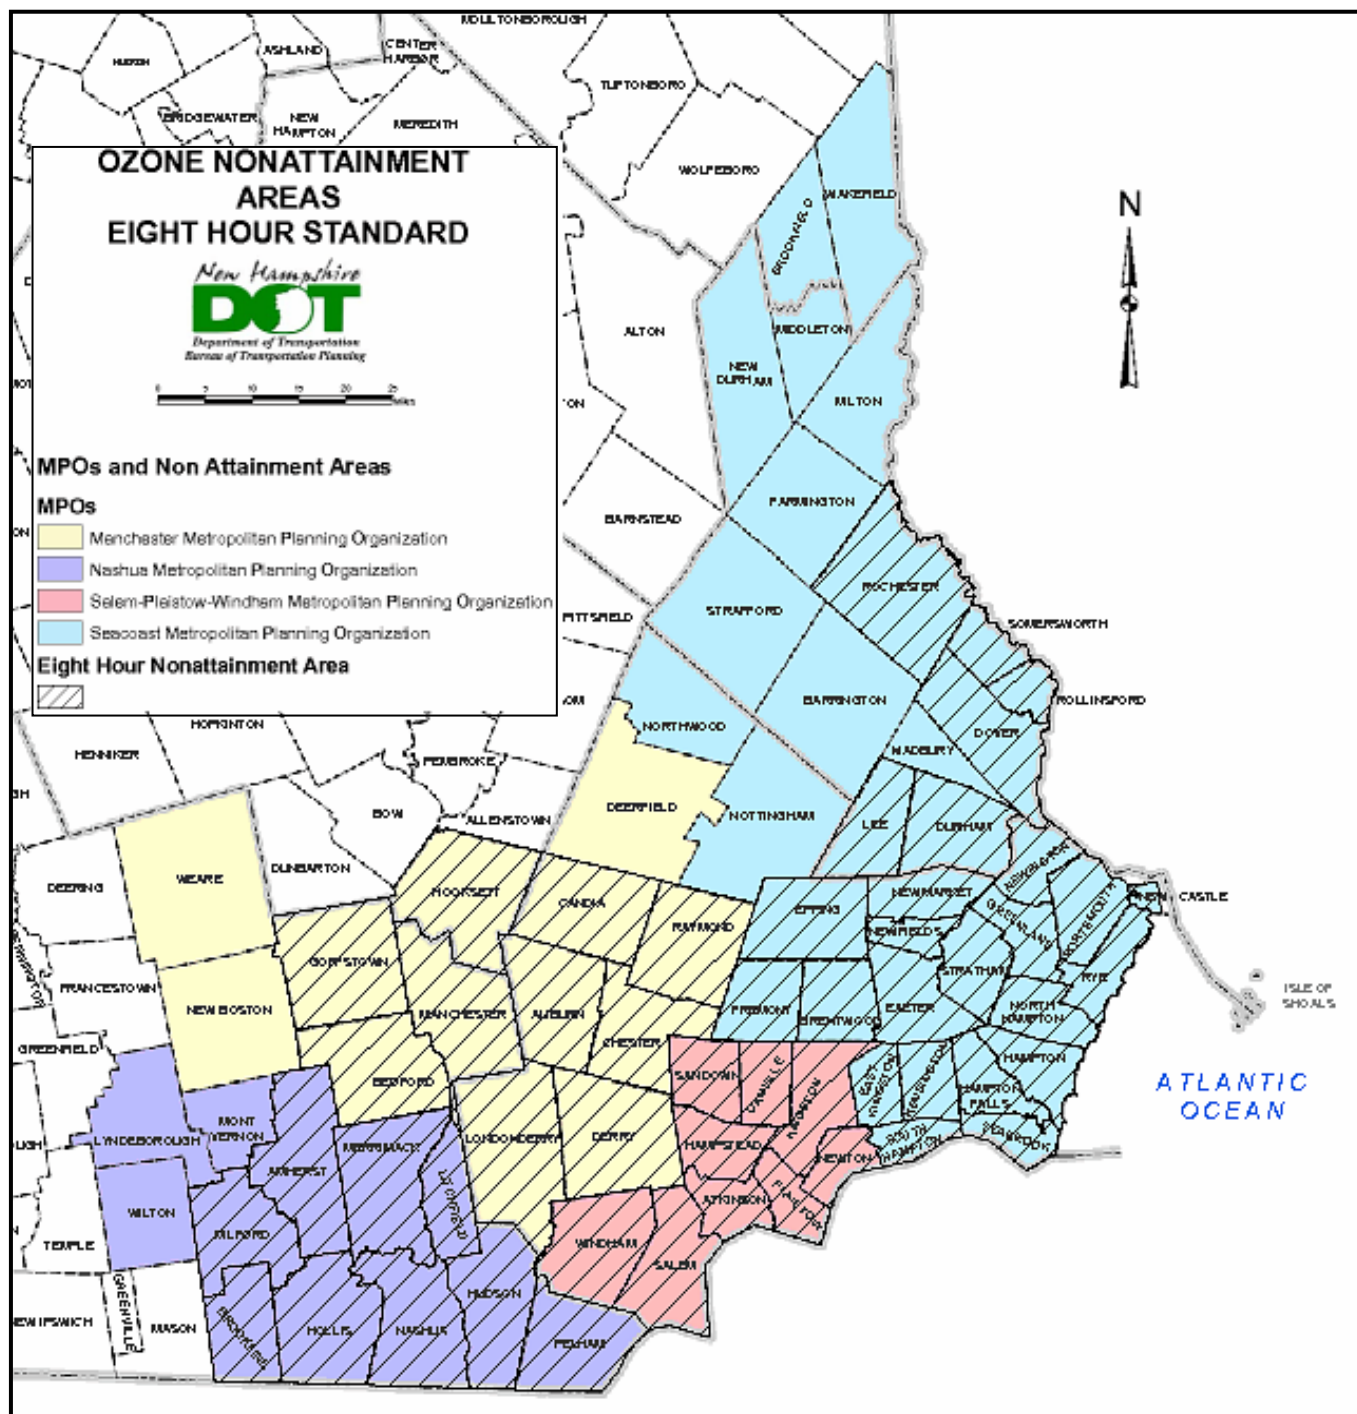 MOULTONBOROUGH
ASHLAND
CENTER
HARBOR
TUFTONBORO
BRIDGEWATER
NEW
HAMPTON
MEREDITH
WOLFEBORO
OZONE NONATTAINMENT
AREAS
EIGHT HOUR STANDARD
New Hampshire
DOT
Department of Transportation
Bureau of Transportation Planning
0 5 10 15 20 25
Miles
MPOs and Non Attainment Areas
MPOs
Manchester Metropolitan Planning Organization
Nashua Metropolitan Planning Organization
Salem-Plaistow-Windham Metropolitan Planning Organization
Seacoast Metropolitan Planning Organization
Eight Hour Nonattainment Area
N
WAKEFIELD
BROOKFIELD
ALTON
MIDDLETON
NEW
DURHAM
MILTON
FARMINGTON
BARNSTEAD
ROCHESTER
STRAFFORD
PITTSFIELD
SOMERSWORTH
BARRINGTON
ROLLINSFORD
NORTHWOOD
DOVER
MADBURY
HOPKINTON
HENNIKER
PEMBROKE
BOW
ALLENSTOWN
DEERFIELD
NOTTINGHAM
LEE
DURHAM
DUNBARTON
DEERING
WEARE
HOOKSETT
CANDIA
RAYMOND
EPPING
NEWMARKET
NEWINGTON
PORTSMOUTH
NEW CASTLE
GREENLAND
NEWFIELDS
GOFFSTOWN
STRATHAM
RYE
FRANCESTOWN
NEW BOSTON
MANCHESTER
AUBURN
FREMONT
BRENTWOOD
EXETER
NORTH
HAMPTON
ISLE OF
SHOALS
GREENFIELD
CHESTER
HAMPTON
BEDFORD
SANDOWN
DANVILLE
KINGSTON
EAST
KINGSTON
KENSINGTON
HAMPTON
FALLS
ATLANTIC
OCEAN
MONT
VERNON
LYNDEBOROUGH
MERRIMACK
LONDONDERRY
DERRY
HAMPSTEAD
SOUTH
HAMPTON
SEABROOK
AMHERST
NEWTON
LITCHFIELD
ATKINSON
PLAISTOW
WILTON
MILFORD
TEMPLE
WINDHAM
SALEM
GREENVILLE
HUDSON
MASON
BROOKLINE
HOLLIS
NASHUA
PELHAM
NEW IPSWICH